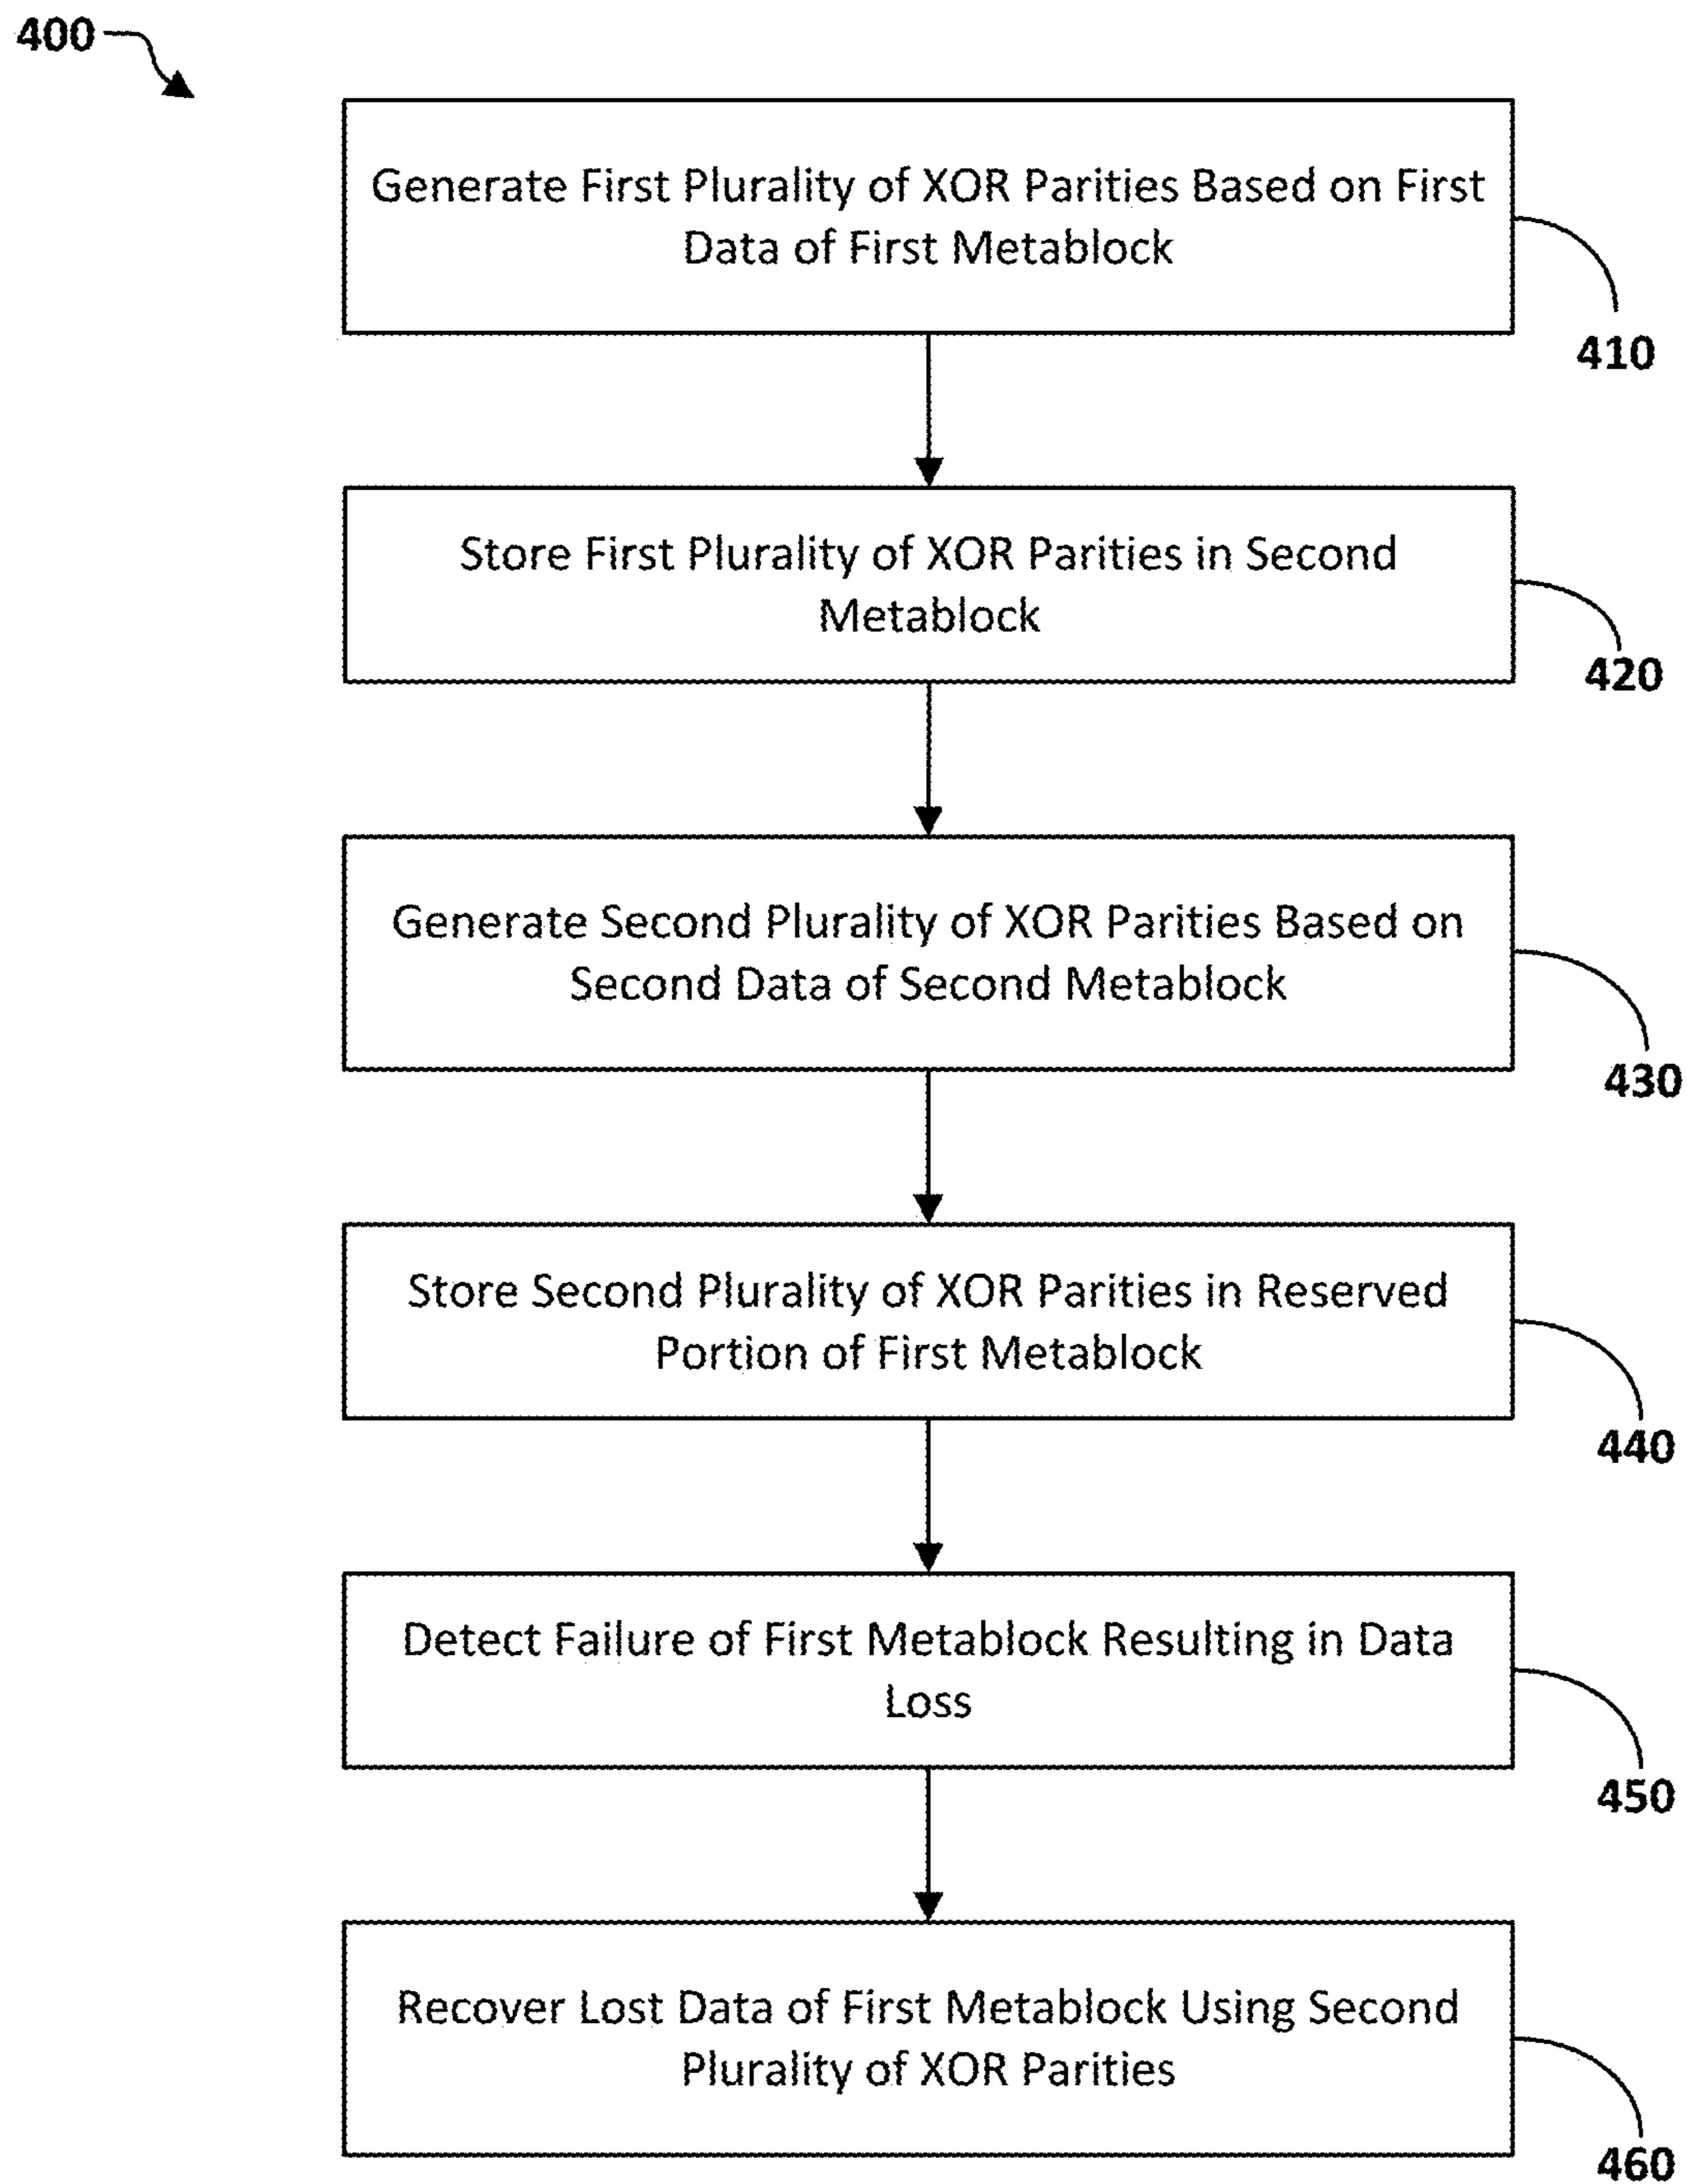 400
Generate First Plurality of XOR Parities Based on First
Data of First Metablock
410
Store First Plurality of XOR Parities in Second
Metablock
420
Generate Second Plurality of XOR Parities Based on
Second Data of Second Metablock
430
Store Second Plurality of XOR Parities in Reserved
Portion of First Metablock
440
Detect Failure of First Metablock Resulting in Data
Loss
450
Recover Lost Data of First Metablock Using Second
Plurality of XOR Parities
460